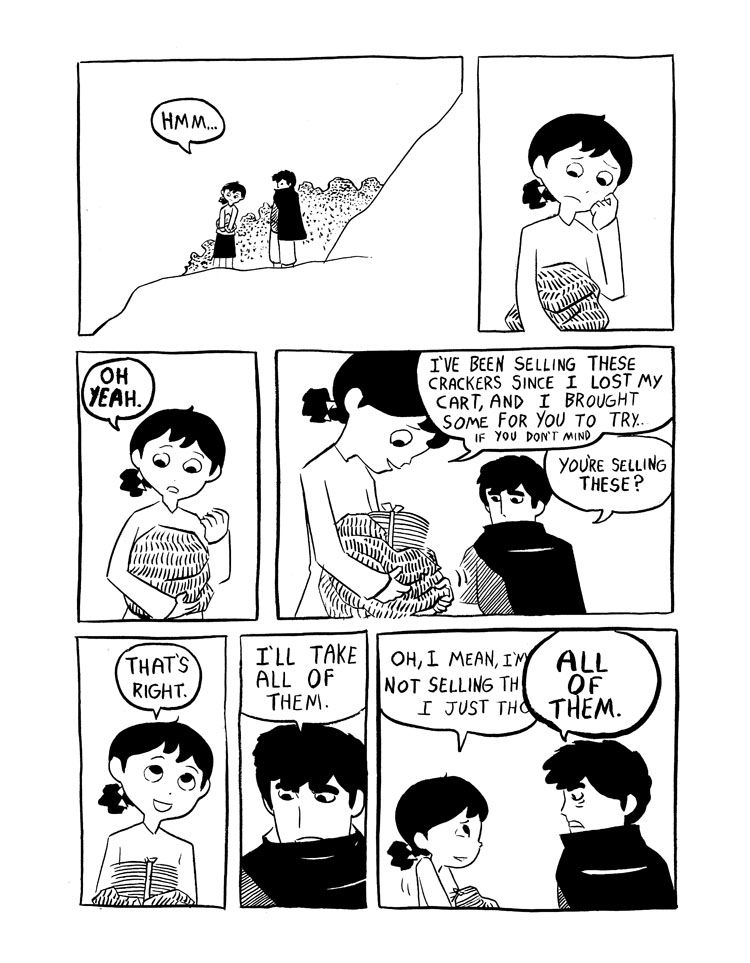 HMM...
OH
YEAH.
I'VE BEEN SELLING THESE
CRACKERS SINCE I LOST MY
CART, AND I BROUGHT
SOME FOR YOU TO TRY..
IF YOU DON'T MIND
YOU'RE SELLING
THESE?
THAT'S
RIGHT.
I'LL TAKE
ALL OF
THEM.
OH, I MEAN, I'M
NOT SELLING TH
I JUST THO
ALL
OF
THEM.